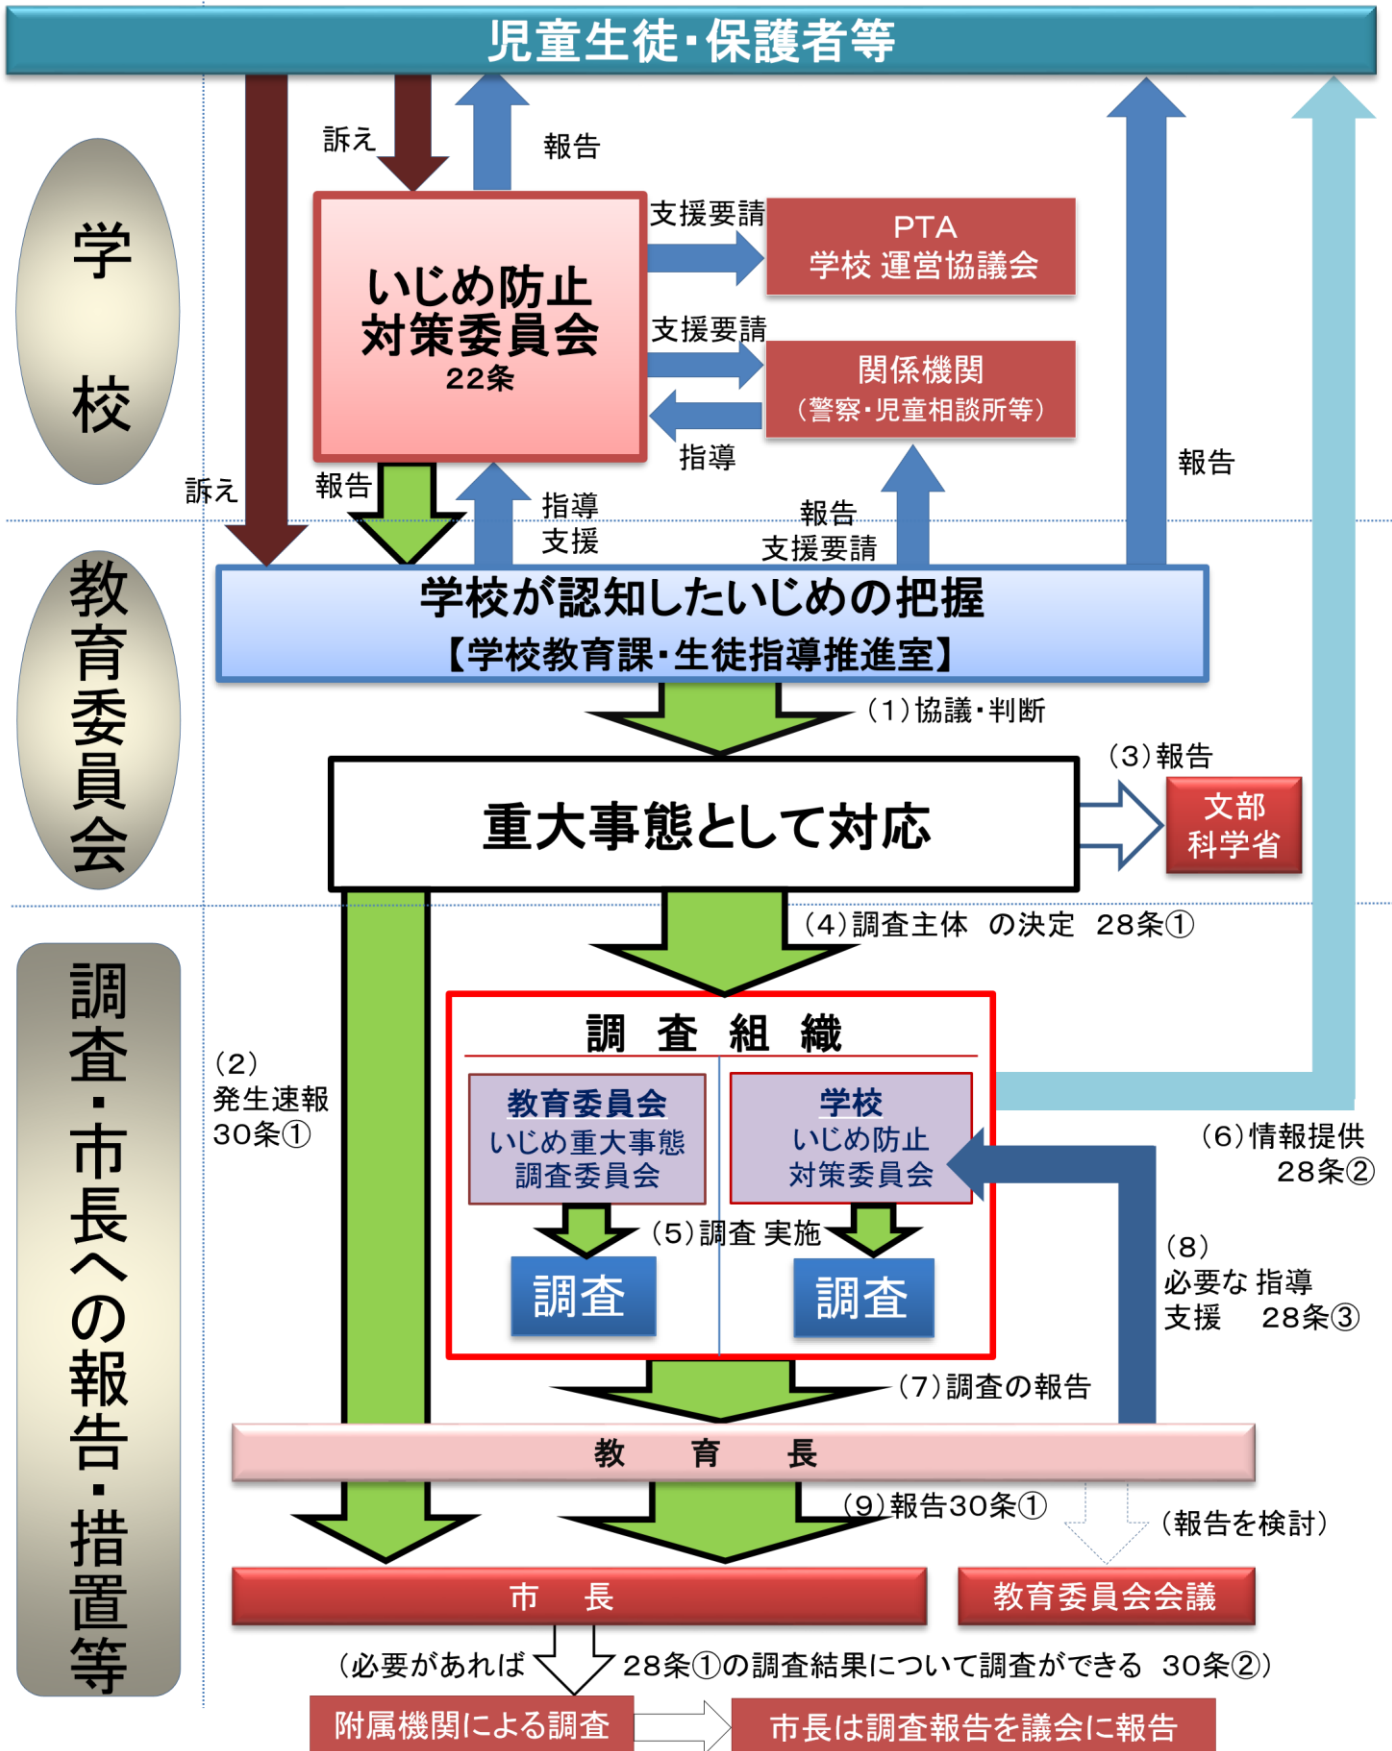 児童生徒・保護者等
学校
訴え
報告
いじめ防止
対策委員会
22条
支援要請
PTA
学校 運営協議会
支援要請
関係機関
（警察・児童相談所等）
指導
訴え
報告
指導
支援
報告
支援要請
報告
教育委員会
学校が認知したいじめの把握
【学校教育課・生徒指導推進室】
（1）協議・判断
重大事態として対応
（3）報告
文部
科学省
（4）調査主体 の決定 28条①
調査・市長への報告・措置等
（2）
発生速報
30条①
調 査 組 織
教育委員会
いじめ重大事態
調査委員会
学校
いじめ防止
対策委員会
（5）調査 実施
調査
調査
（6）情報提供
28条②
（8）
必要な 指導
支援 28条③
（7）調査の報告
教 育 長
（9）報告30条①
（報告を検討）
市 長
教育委員会会議
（必要があれば 28条①の調査結果について調査ができる 30条②）
附属機関による調査
市長は調査報告を議会に報告